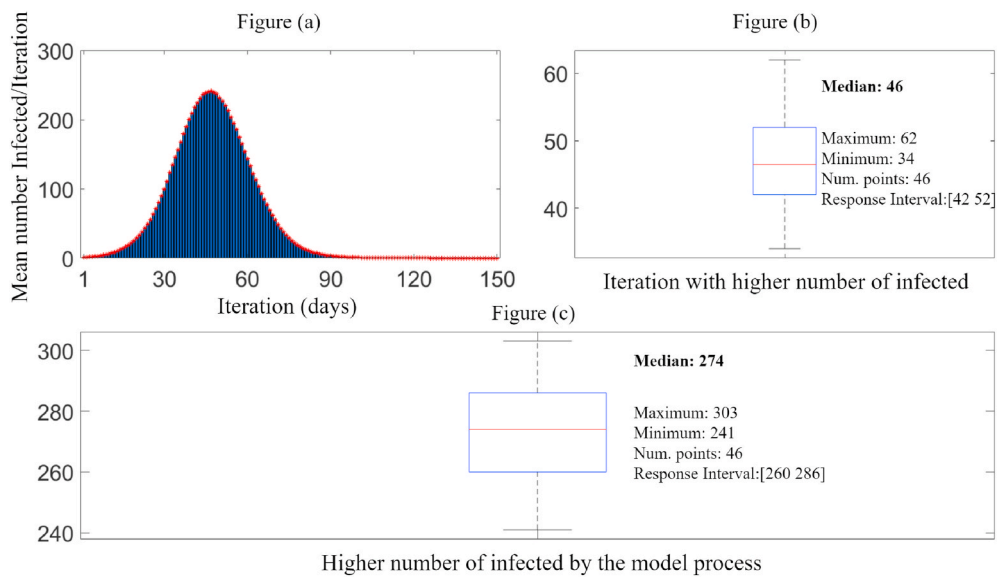 Figure (a)
Mean number Infected/Iteration
300
200
100
0
1 30 60 90 120 150
Iteration (days)
Figure (b)
60
50
40
Median: 46
Maximum: 62
Minimum: 34
Num. points: 46
Response Interval:[42 52]
Iteration with higher number of infected
Figure (c)
300
280
260
240
Median: 274
Maximum: 303
Minimum: 241
Num. points: 46
Response Interval:[260 286]
Higher number of infected by the model process